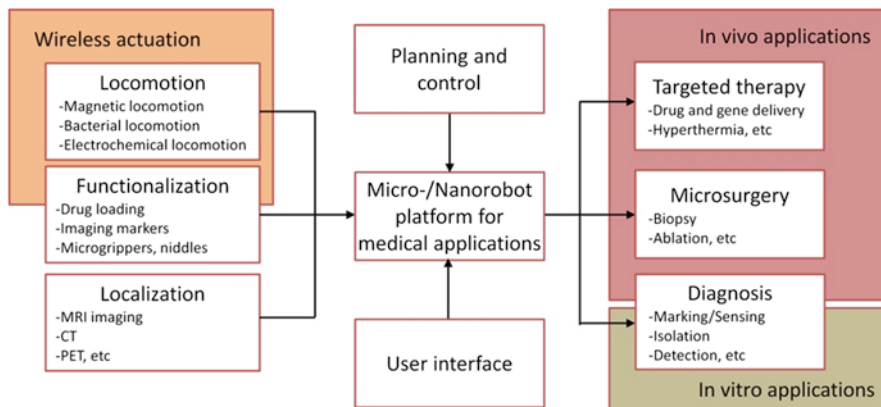 Wireless actuation
Locomotion
-Magnetic locomotion
-Bacterial locomotion
-Electrochemical locomotion
Functionalization
-Drug loading
-Imaging markers
-Microgrippers, niddles
Localization
-MRI imaging
-CT
-PET, etc
Planning and
control
Micro-/Nanorobot
platform for
medical applications
User interface
In vivo applications
Targeted therapy
-Drug and gene delivery
-Hyperthermia, etc
Microsurgery
-Biopsy
-Ablation, etc
Diagnosis
-Marking/Sensing
-Isolation
-Detection, etc
In vitro applications